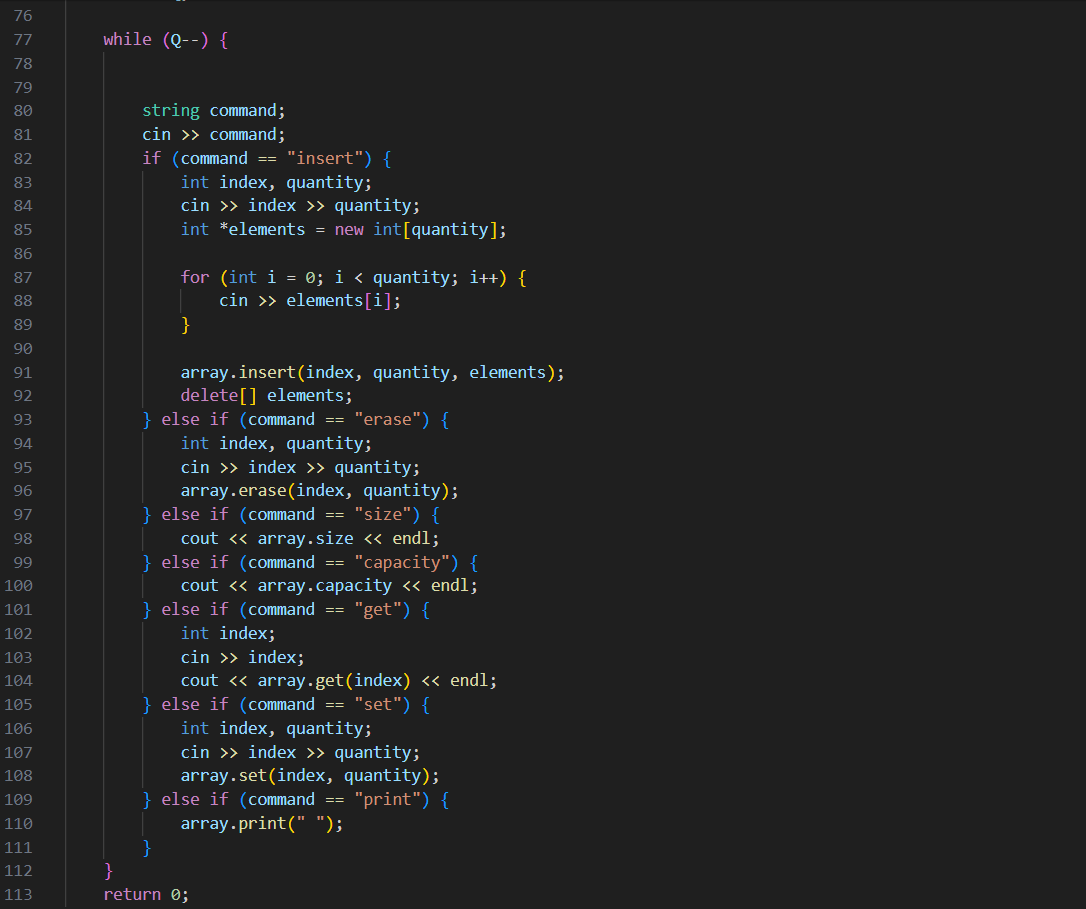 76
77 while (Q--) {
78
79
80 string command;
81 cin >> command;
82 if (command == "insert") {
83 int index, quantity;
84 cin >> index >> quantity;
85 int *elements = new int[quantity];
86
87 for (int i = 0; i < quantity; i++) {
88 cin >> elements[i];
89 }
90
91 array.insert(index, quantity, elements);
92 delete[] elements;
93 } else if (command == "erase") {
94 int index, quantity;
95 cin >> index >> quantity;
96 array.erase(index, quantity);
97 } else if (command == "size") {
98 cout << array.size << endl;
99 } else if (command == "capacity") {
100 cout << array.capacity << endl;
101 } else if (command == "get") {
102 int index;
103 cin >> index;
104 cout << array.get(index) << endl;
105 } else if (command == "set") {
106 int index, quantity;
107 cin >> index >> quantity;
108 array.set(index, quantity);
109 } else if (command == "print") {
110 array.print(" ");
111 }
112 }
113 return 0;